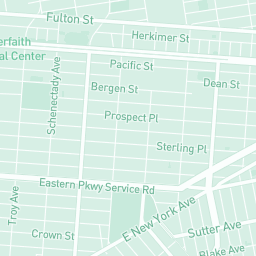 Fulton St
Herkimer St
erfaith
al Center
Pacific St
Dean St
Bergen St
Schenectady Ave
Prospect Pl
Sterling Pl
Eastern Pkwy Service Rd
Troy Ave
E New York Ave
Crown St
Sutter Ave
Blake Ave